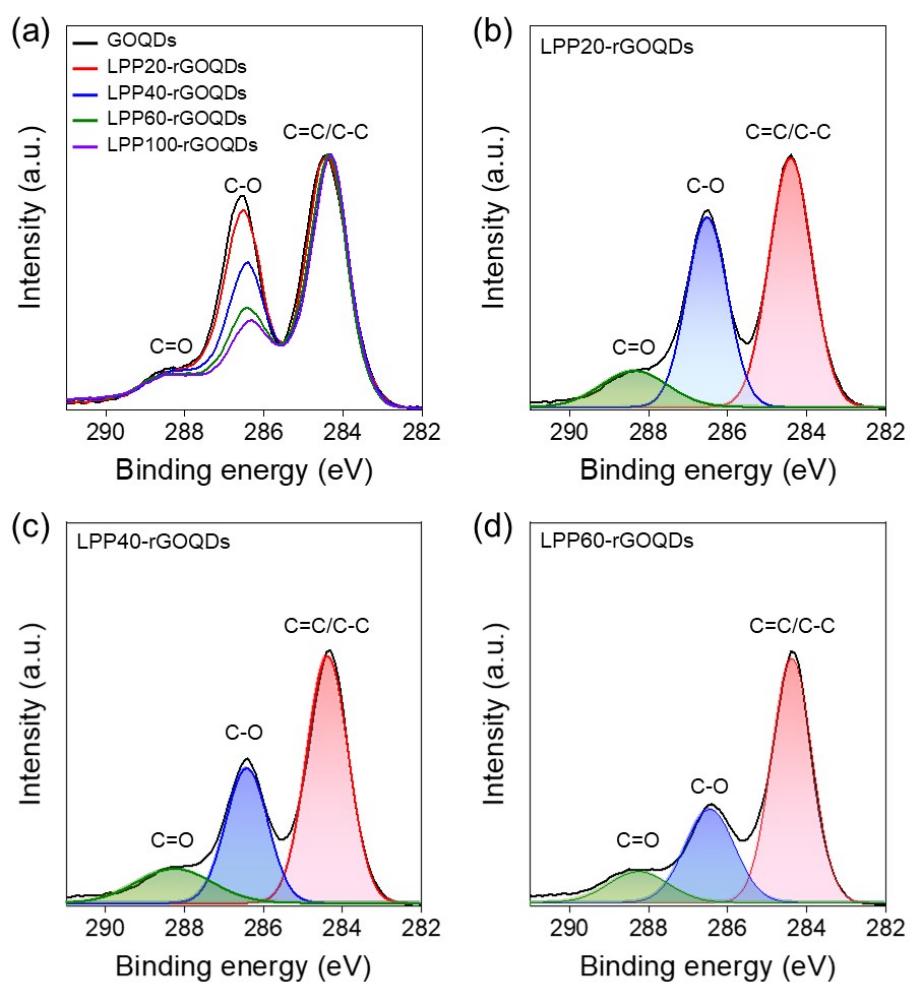 (a)
GOQDs
LPP20-rGOQDs
LPP40-rGOQDs
LPP60-rGOQDs
LPP100-rGOQDs
C=C/C-C
C-O
C=O
Intensity (a.u.)
290 288 286 284 282
Binding energy (eV)
(b)
LPP20-rGOQDs
C=C/C-C
C-O
C=O
Intensity (a.u.)
290 288 286 284 282
Binding energy (eV)
(c)
LPP40-rGOQDs
C=C/C-C
C-O
C=O
Intensity (a.u.)
290 288 286 284 282
Binding energy (eV)
(d)
LPP60-rGOQDs
C=C/C-C
C-O
C=O
Intensity (a.u.)
290 288 286 284 282
Binding energy (eV)